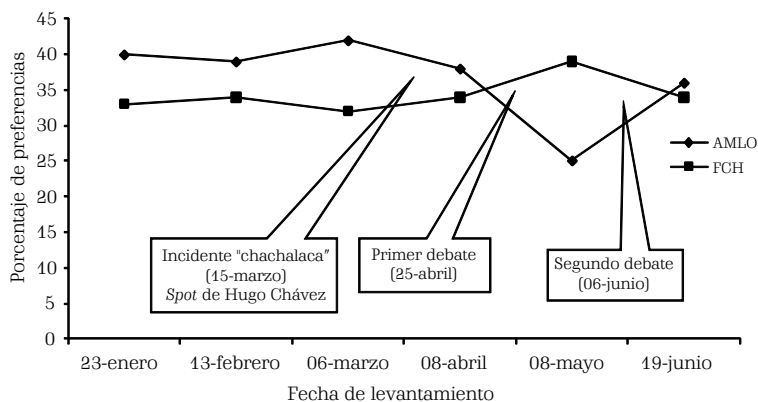 45
40
35
30
25
20
15
10
5
0
Porcentaje de preferencias
AMLO
FCH
Incidente "chachalaca"
(15-marzo)
Spot de Hugo Chávez
Primer debate
(25-abril)
Segundo debate
(06-junio)
23-enero 13-febrero 06-marzo 08-abril 08-mayo 19-junio
Fecha de levantamiento